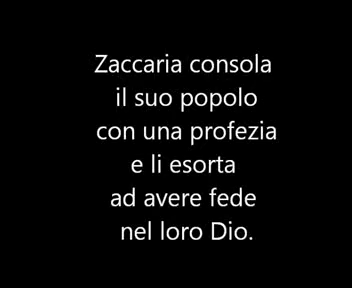 Zaccaria consola
il suo popolo
con una profezia
e li esorta
ad avere fede
nel loro Dio.